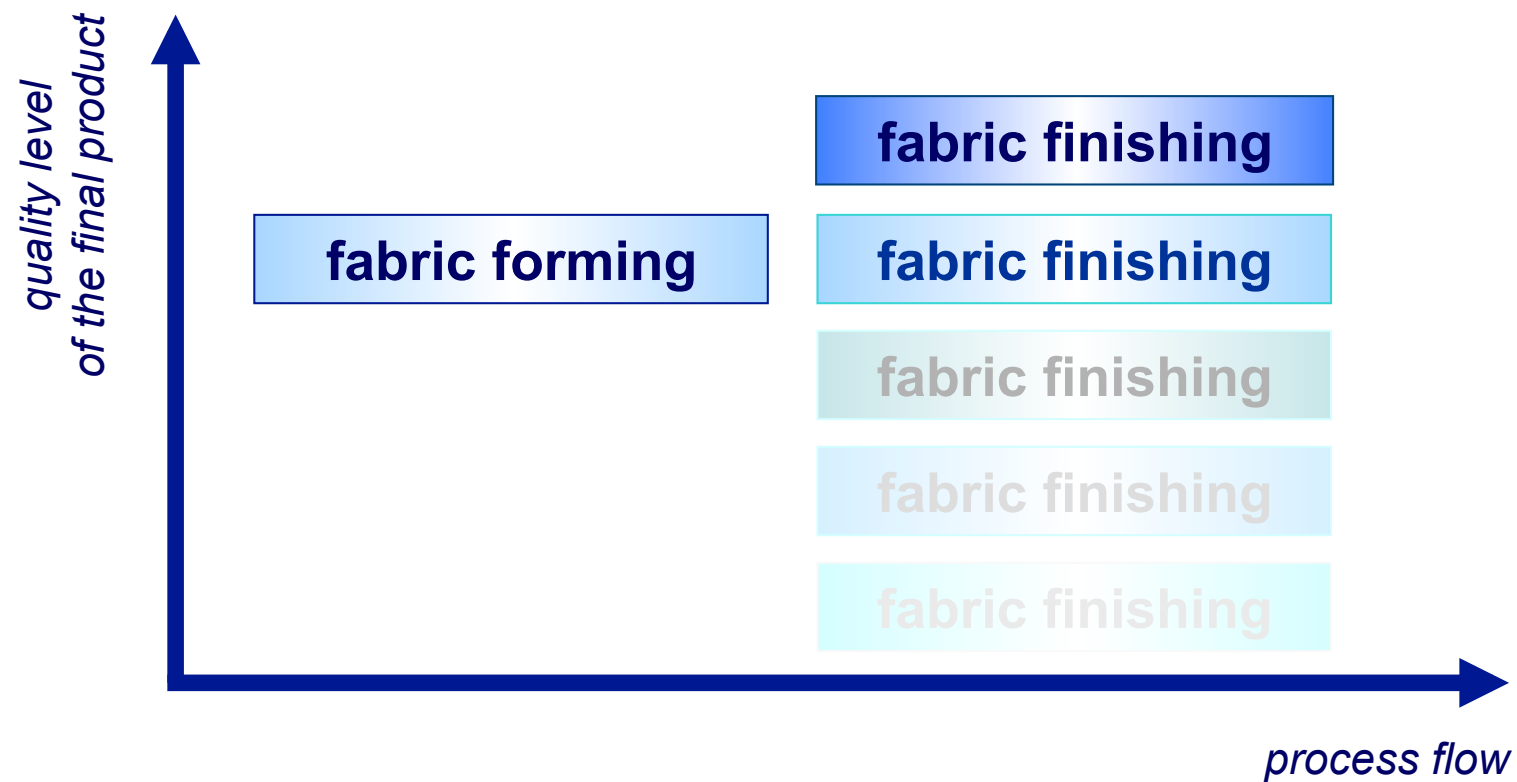 quality level
of the final product
fabric finishing
fabric forming
fabric finishing
fabric finishing
fabric finishing
fabric finishing
process flow